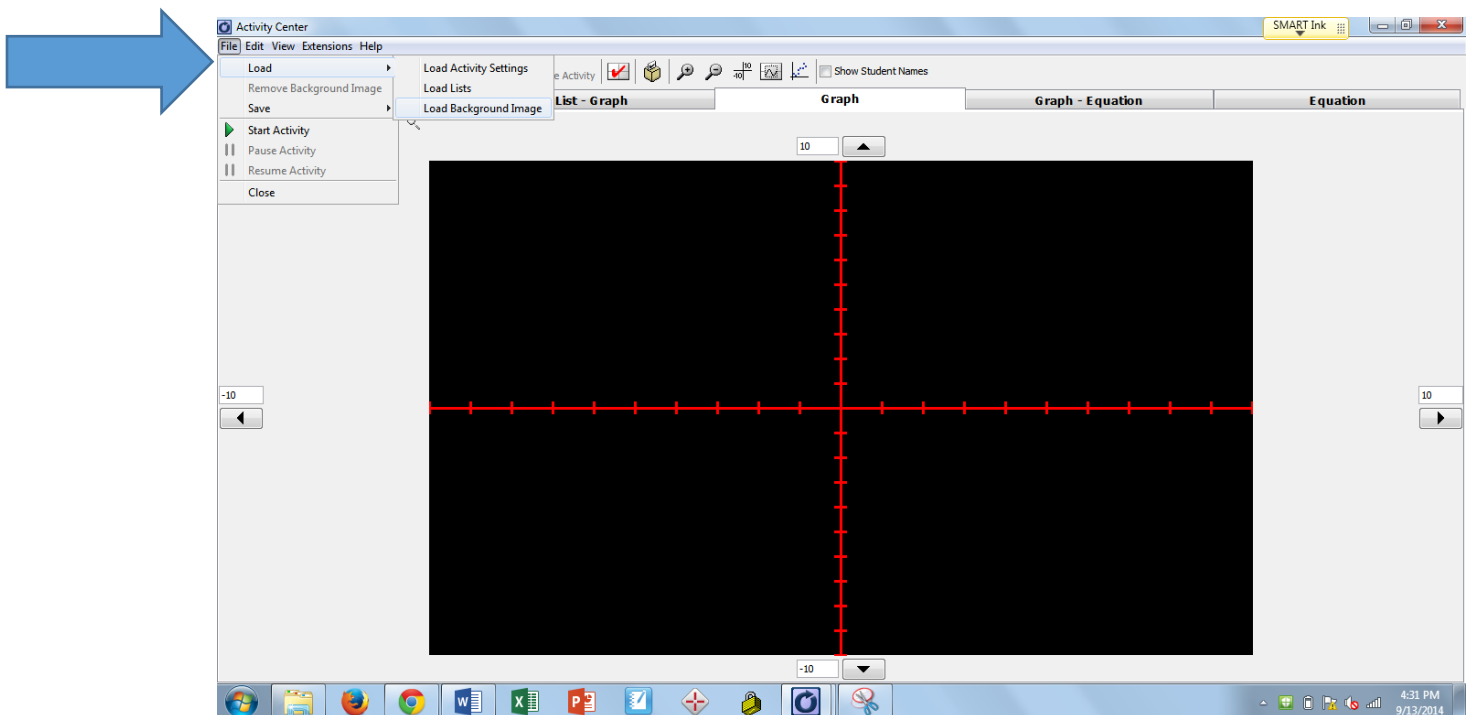 Activity Center
SMART Ink
File Edit View Extensions Help
Load
Load Activity Settings
e Activity
Show Student Names
Remove Background Image
Load Lists
Save
Load Background Image
List - Graph
Graph
Graph - Equation
Equation
Start Activity
Pause Activity
Resume Activity
Close
10
-10
10
-10
4:31 PM
9/13/2014